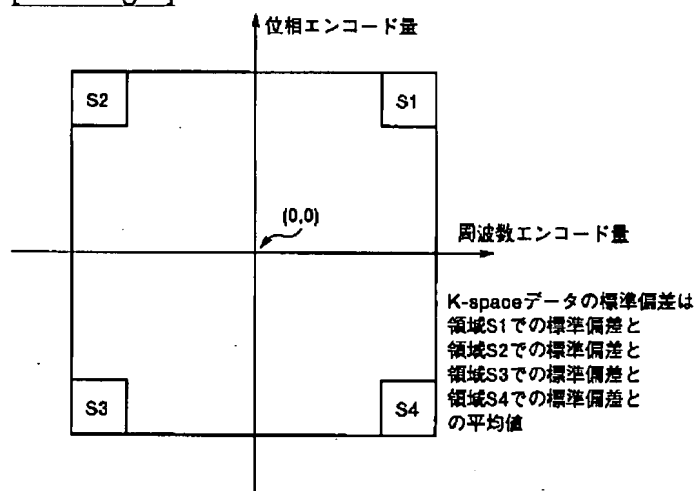 位相エンコード量
S2
S1
(0,0)
周波数エンコード量
K-spaceデータの標準偏差は
領域S1での標準偏差と
領域S2での標準偏差と
領域S3での標準偏差と
領域S4での標準偏差と
の平均値
S3
S4